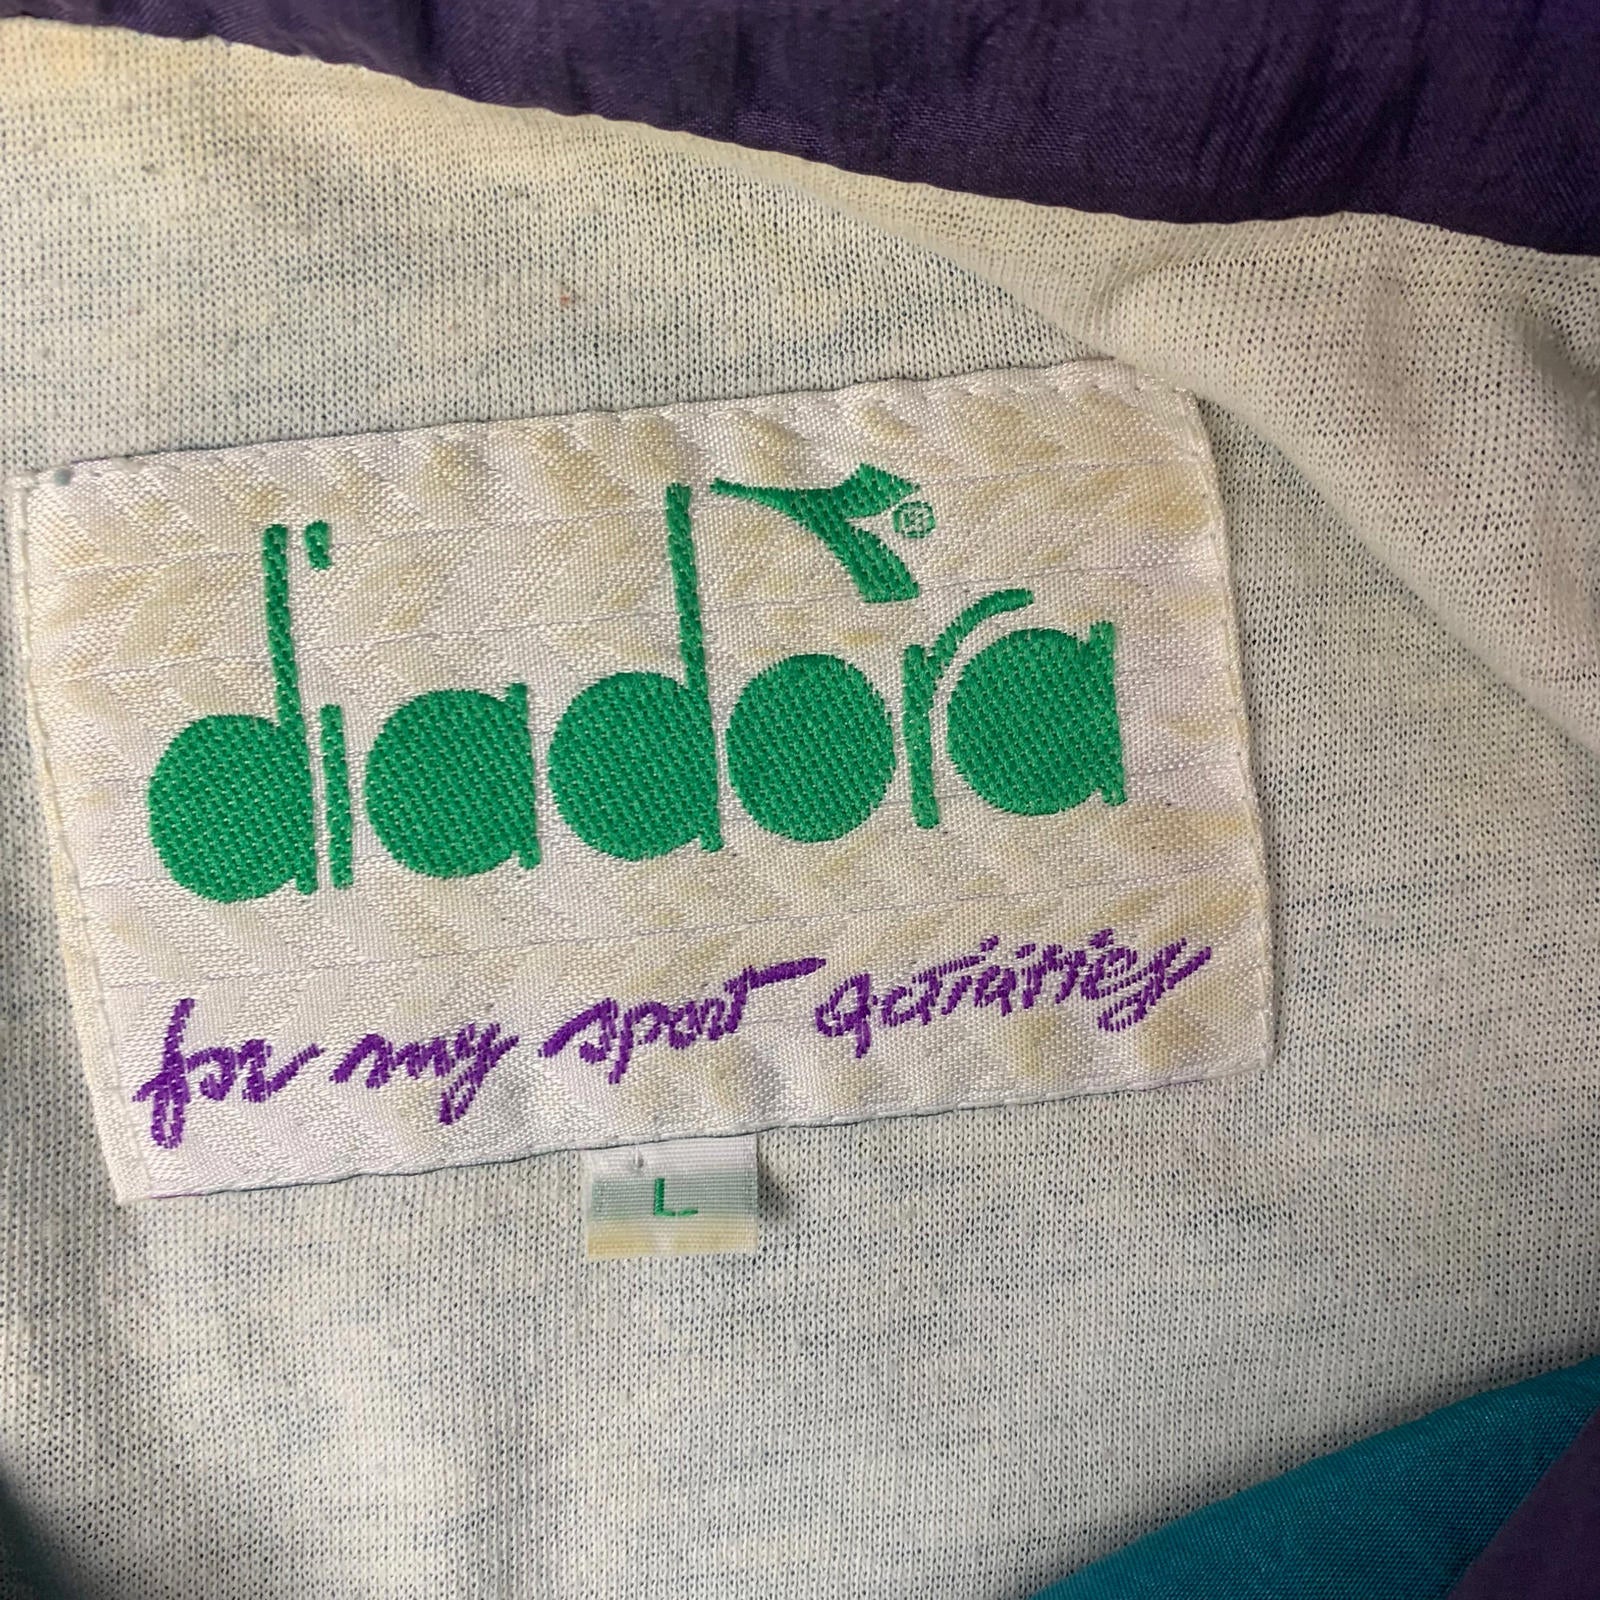 diadora®
for my sport activities
L